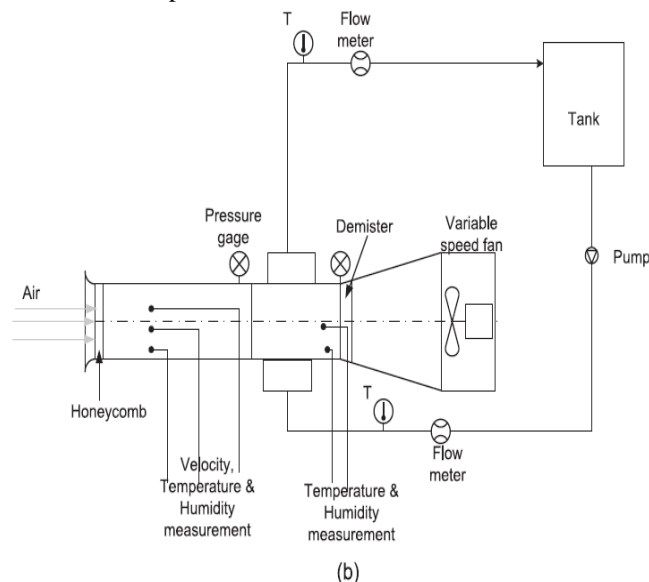 T
Flow
meter
Tank
Pressure
gage
Demister
Variable
speed fan
Pump
Air
Honeycomb
T
Flow
meter
Velocity,
Temperature &
Humidity
measurement
Temperature &
Humidity
measurement
(b)